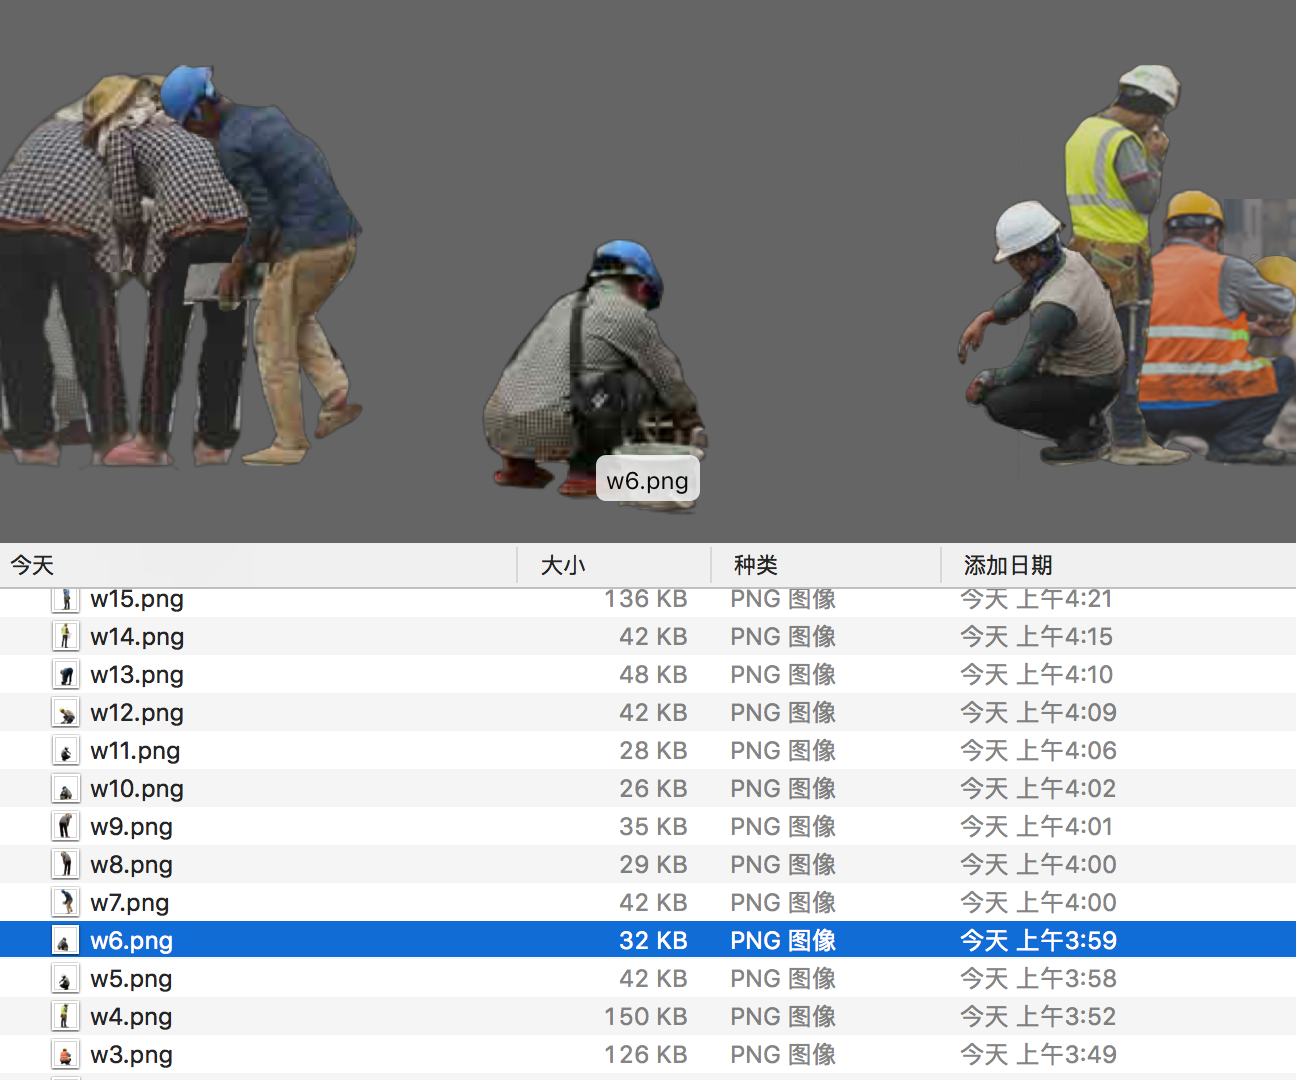 w6.png
今天 大小 种类 添加日期
w15.png 136 KB PNG 图像 今天 上午4:21
w14.png 42 KB PNG 图像 今天 上午4:15
w13.png 48 KB PNG 图像 今天 上午4:10
w12.png 42 KB PNG 图像 今天 上午4:09
w11.png 28 KB PNG 图像 今天 上午4:06
w10.png 26 KB PNG 图像 今天 上午4:02
w9.png 35 KB PNG 图像 今天 上午4:01
w8.png 29 KB PNG 图像 今天 上午4:00
w7.png 42 KB PNG 图像 今天 上午4:00
w6.png 32 KB PNG 图像 今天 上午3:59
w5.png 42 KB PNG 图像 今天 上午3:58
w4.png 150 KB PNG 图像 今天 上午3:52
w3.png 126 KB PNG 图像 今天 上午3:49